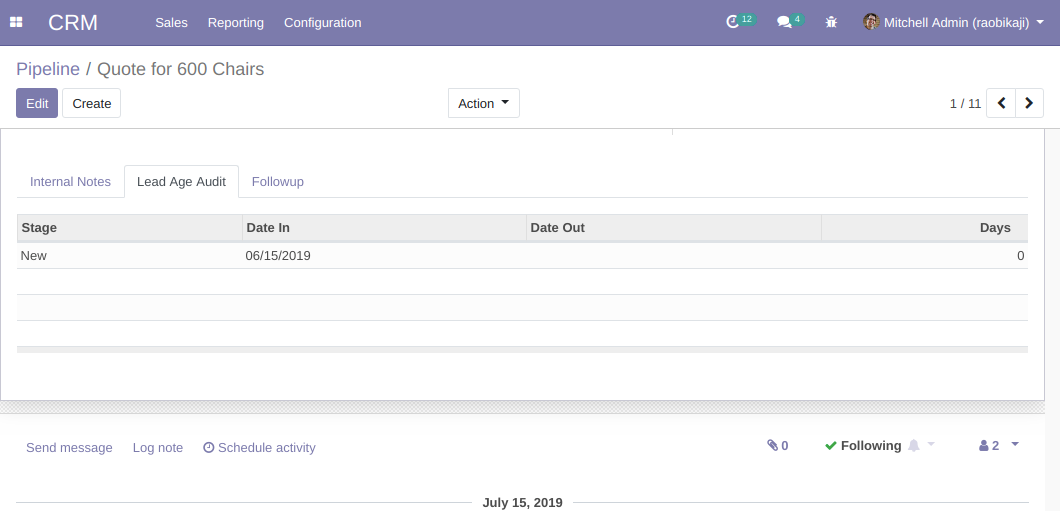 CRM Sales Reporting Configuration 12 4 Mitchell Admin (raobikaji)
Pipeline / Quote for 600 Chairs
Edit Create Action 1 / 11
Internal Notes Lead Age Audit Followup
Stage Date In Date Out Days
New 06/15/2019 0
Send message Log note Schedule activity 0 Following 2
July 15, 2019